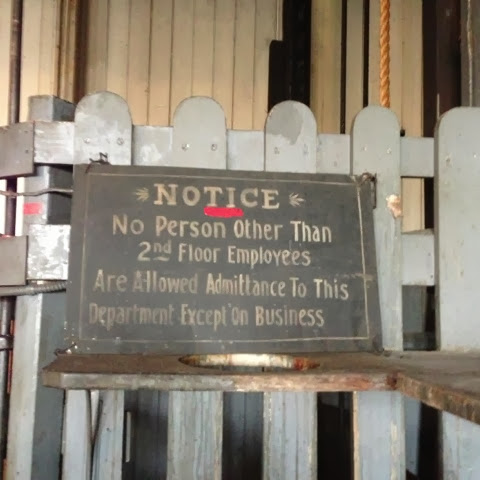 NOTICE
No Person Other Than
2nd Floor Employees
Are Allowed Admittance To This
Department Except On Business